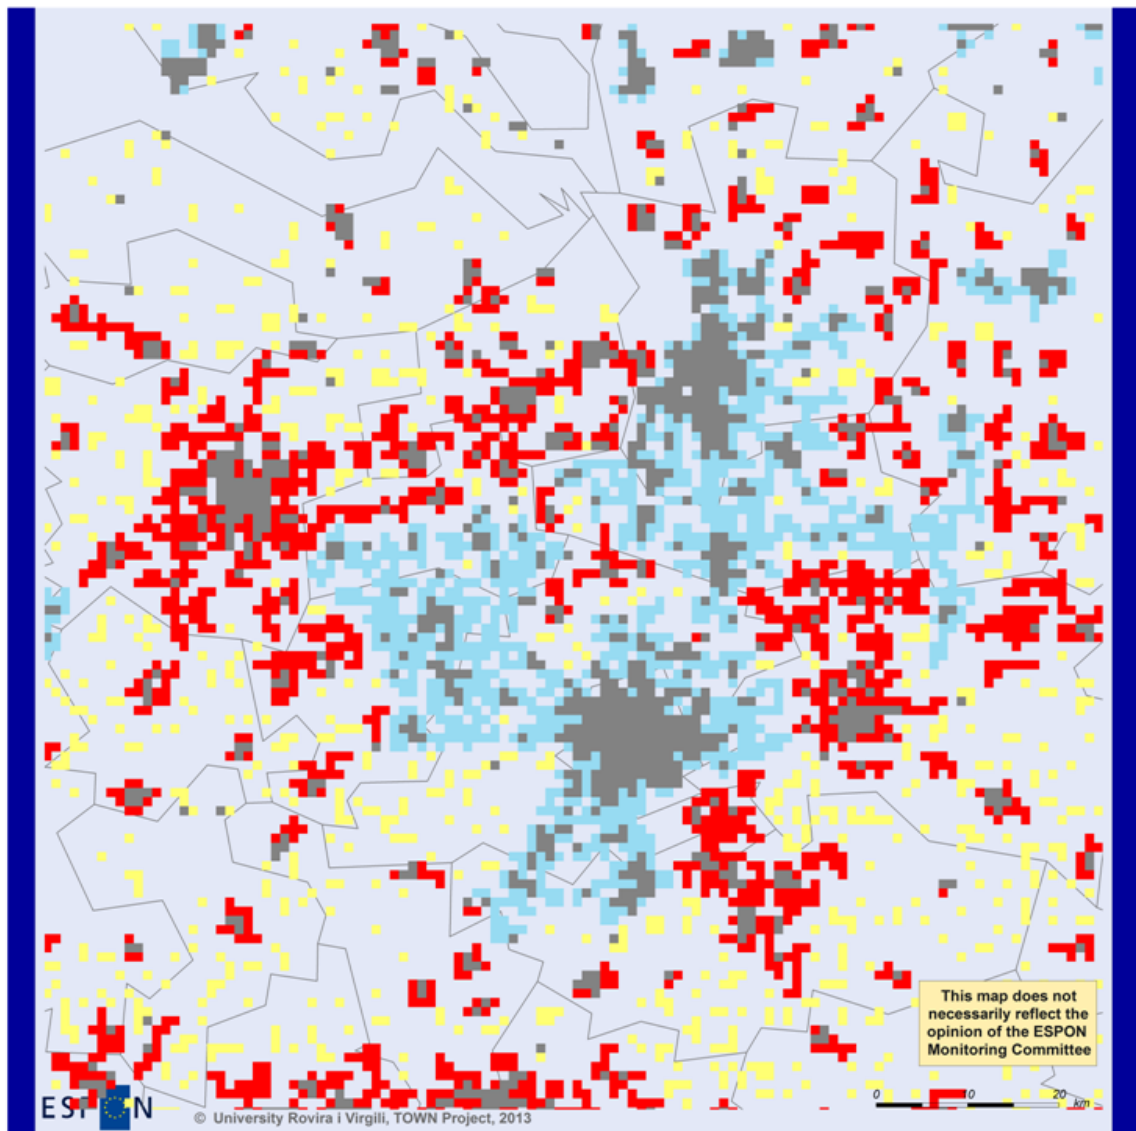 This map does not
necessarily reflect the
opinion of the ESPON
Monitoring Committee
0 10 20
km
ESPON
© University Rovira i Virgili, TOWN Project, 2013